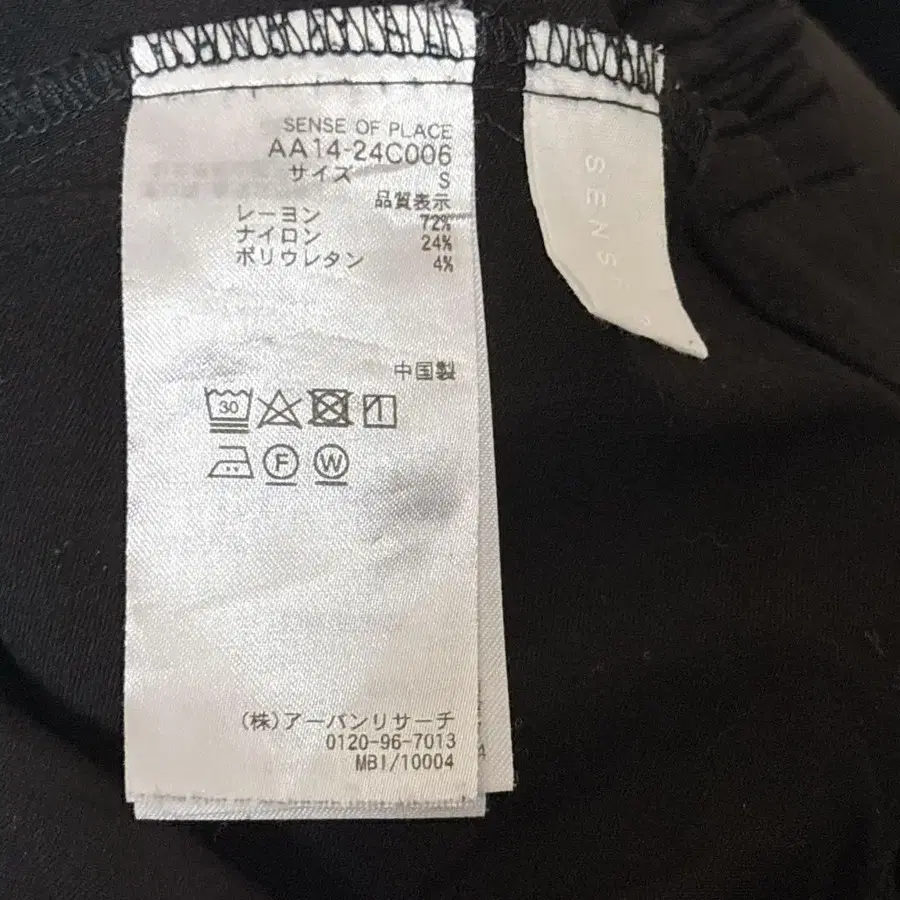 SENSE OF PLACE
AA14-24C006
サイズ S
品質表示
レーヨン 72%
ナイロン 24%
ポリウレタン 4%
中国製
30
F W
(株)アーバンリサーチ
0120-96-7013
MB1/10004
SENS